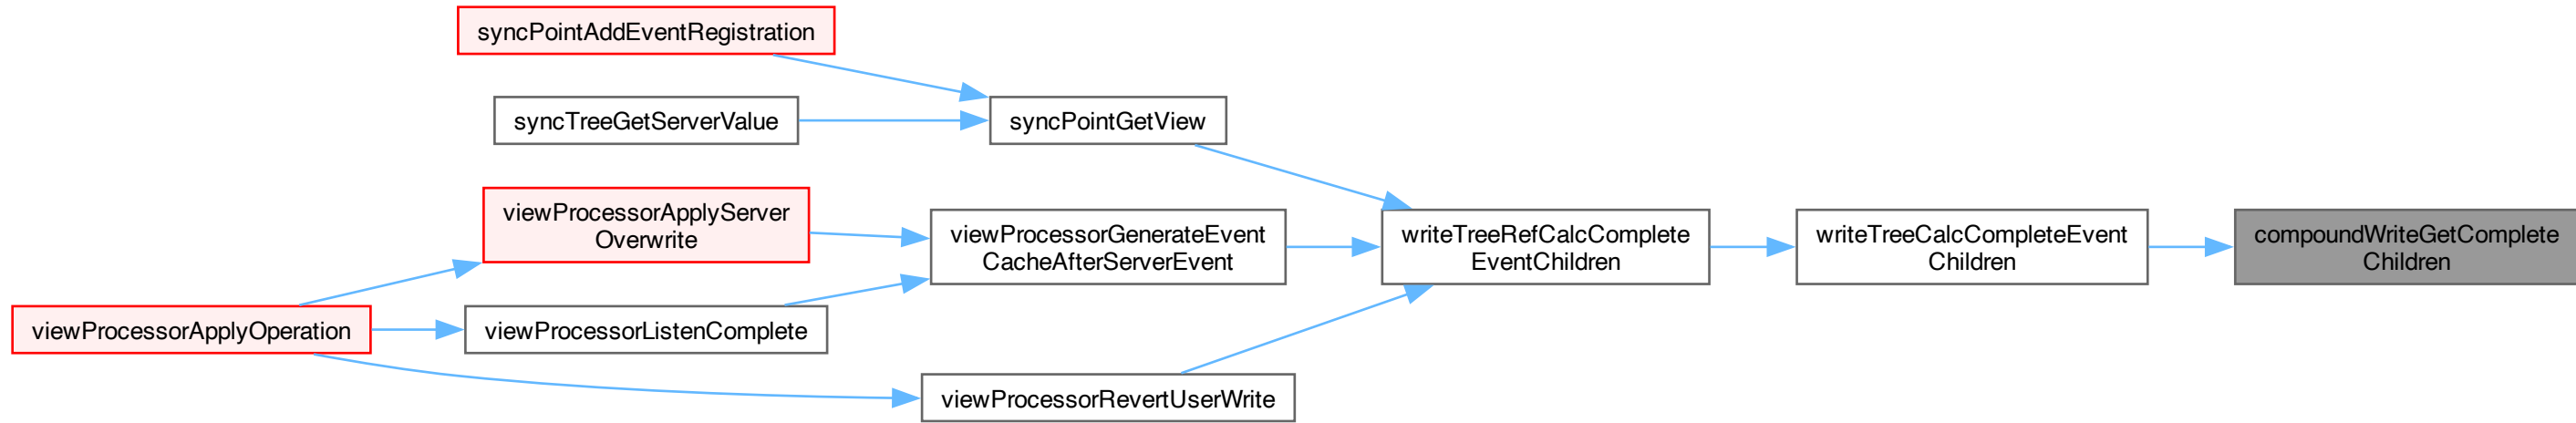 syncPointAddEventRegistration
syncTreeGetServerValue
syncPointGetView
viewProcessorApplyServer
Overwrite
viewProcessorGenerateEvent
CacheAfterServerEvent
writeTreeRefCalcComplete
EventChildren
writeTreeCalcCompleteEvent
Children
compoundWriteGetComplete
Children
viewProcessorApplyOperation
viewProcessorListenComplete
viewProcessorRevertUserWrite